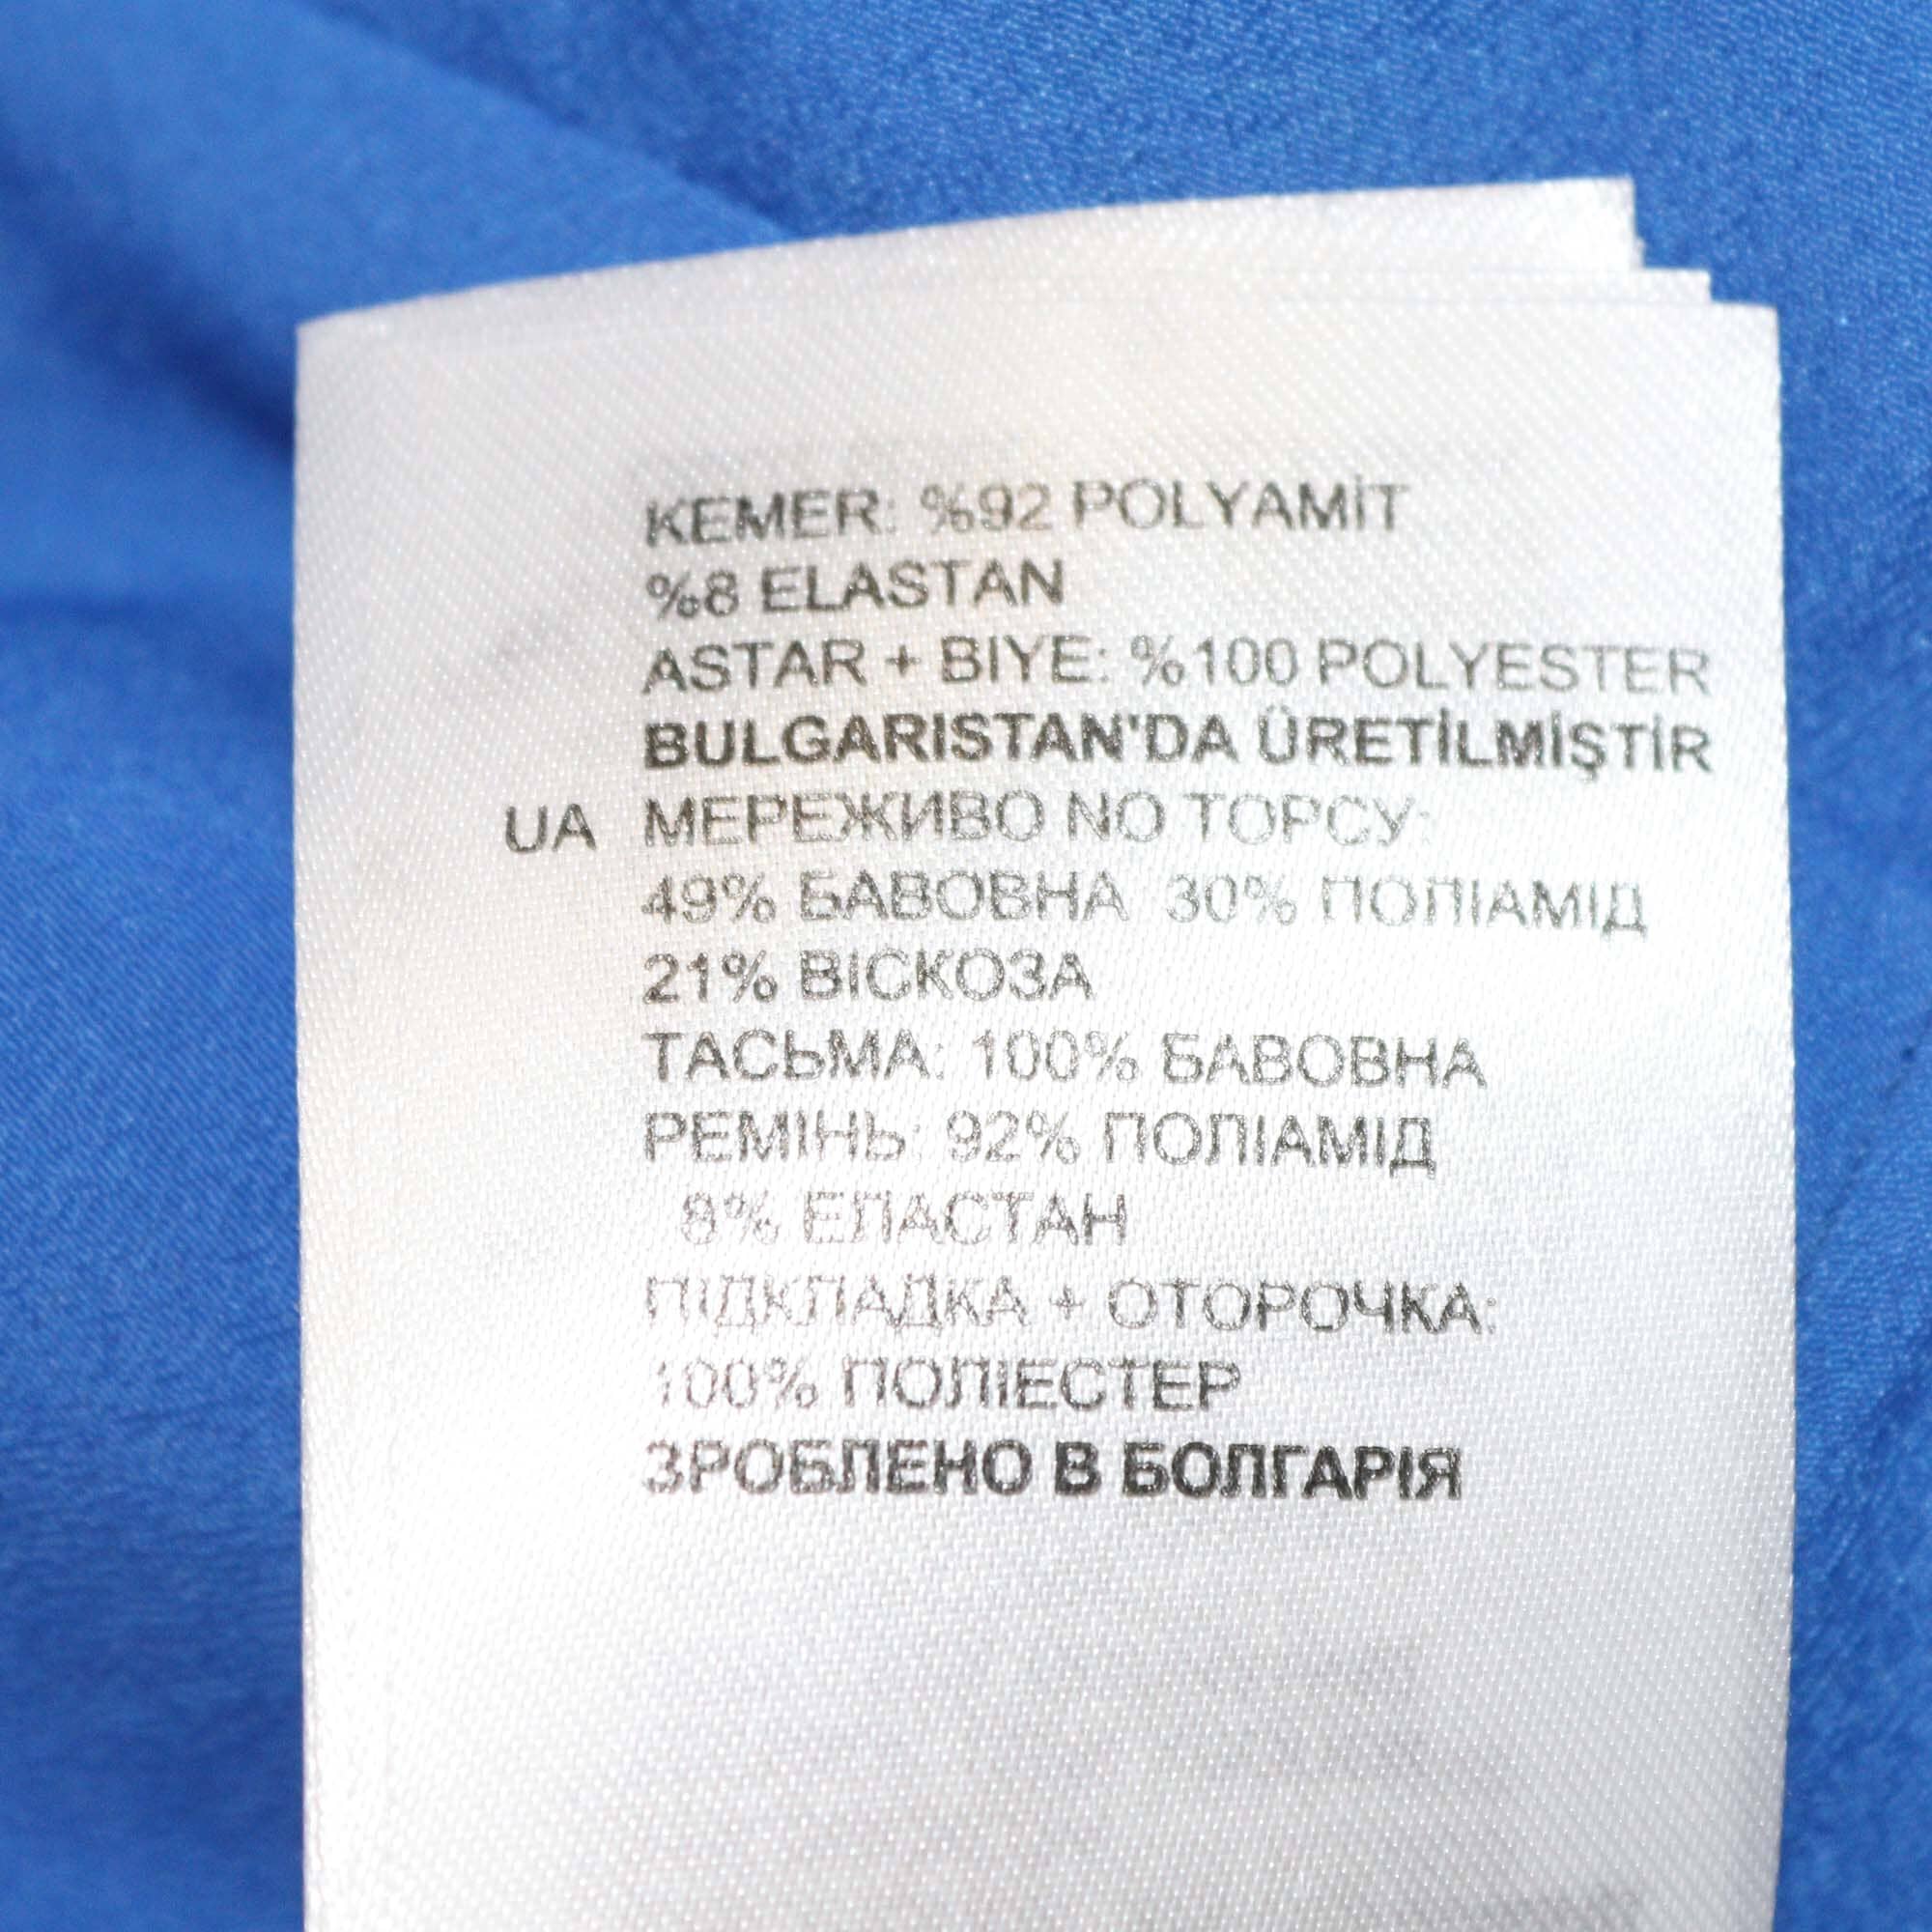 KEMER: %92 POLYAMİT
%8 ELASTAN
ASTAR + BIYE: %100 POLYESTER
BULGARISTAN'DA ÜRETİLMİŞTİR
UA МЕРЕЖИВО NO ТОРСУ:
49% БАВОВНА 30% ПОЛІАМІД
21% ВІСКОЗА
ТАСЬМА: 100% БАВОВНА
РЕМІНЬ: 92% ПОЛІАМІД
8% ЕЛАСТАН
ПІДКЛАДКА + ОТОРОЧКА:
100% ПОЛІЕСТЕР
ЗРОБЛЕНО В БОЛГАРІЯ